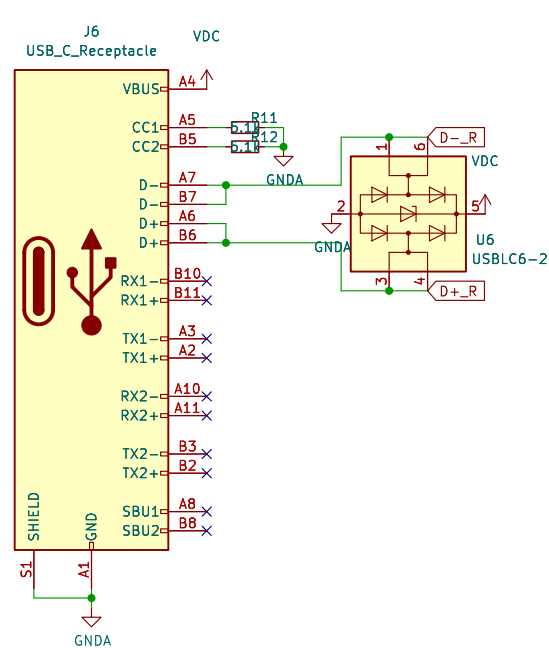 J6
USB_C_Receptacle
VDC
VBUS
A4
CC1
A5
R11
5.1k
CC2
B5
R12
5.1k
GNDA
D-
A7
D-
B7
D+
A6
D+
B6
RX1-
B10
RX1+
B11
TX1-
A3
TX1+
A2
RX2-
A10
RX2+
A11
TX2-
B3
TX2+
B2
SBU1
A8
SBU2
B8
SHIELD
S1
GND
A1
GNDA
1
6
D-_R
VDC
2
5
GNDA
U6
USBLC6-2
3
4
D+_R